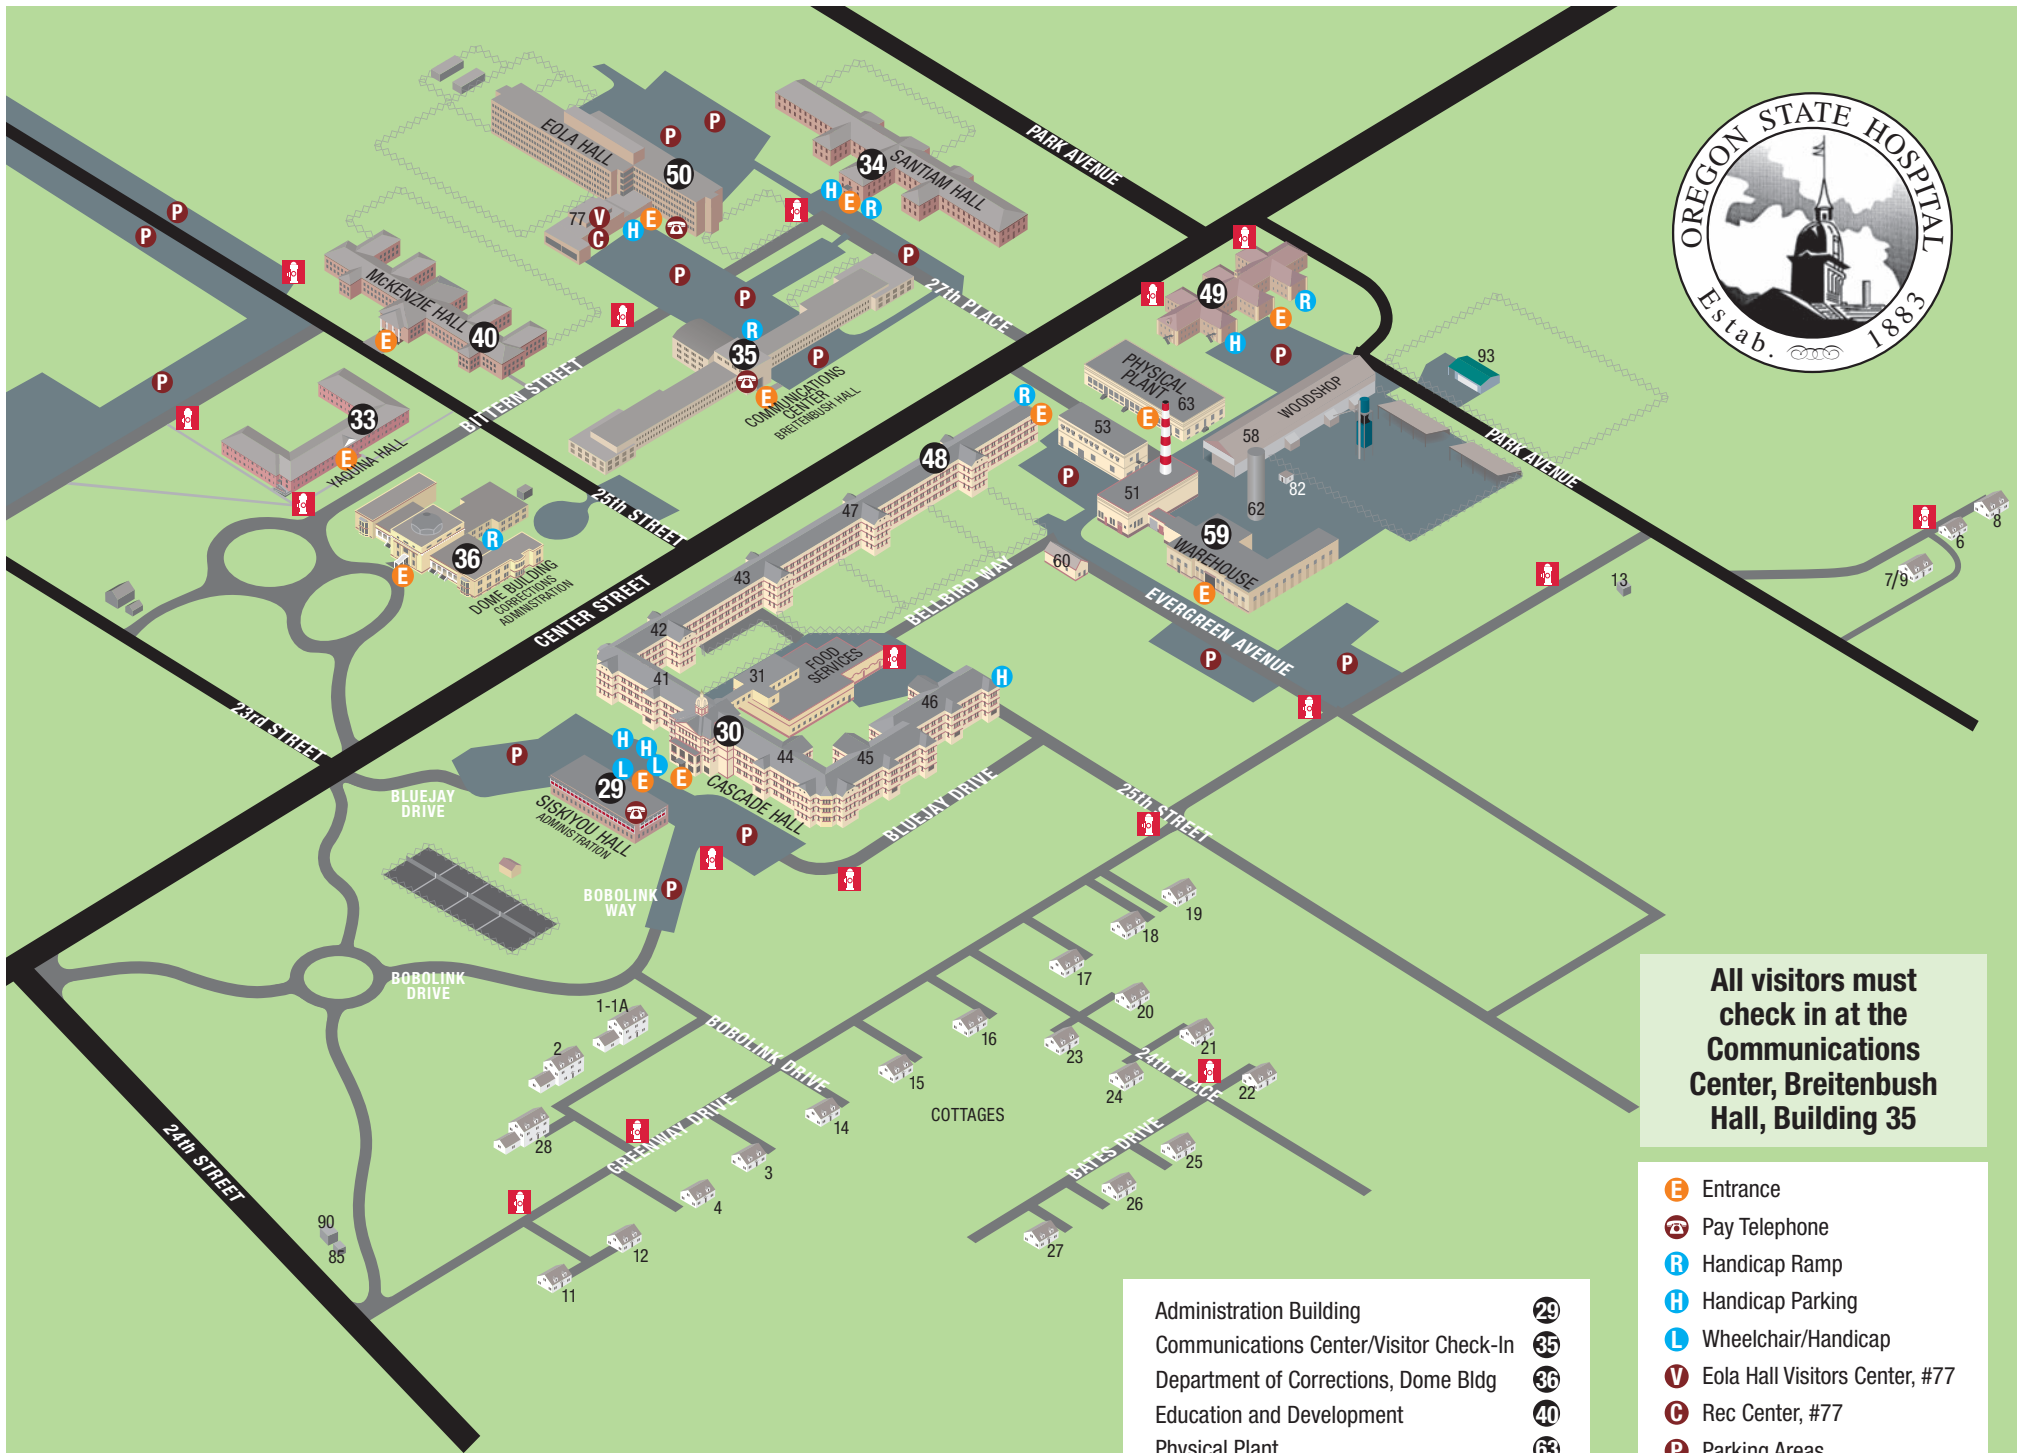 OREGON STATE HOSPITAL
Estab. 1883
PARK AVENUE
EOLA HALL
50
34
SANTIAM HALL
H
E
R
P
P
77
V
C
H
E
P
P
P
P
P
McKENZIE HALL
40
E
27th PLACE
49
R
E
H
P
R
35
P
E
COMMUNICATIONS
CENTER
BREITENBUSH HALL
PHYSICAL
PLANT
63
E
93
WOODSHOP
58
P
33
E
YAQUINA HALL
BITTERN STREET
R
E
53
48
P
51
62
82
PARK AVENUE
47
25th STREET
36
R
E
DOME BUILDING
CORRECTIONS
ADMINISTRATION
59
WAREHOUSE
E
60
8
6
7/9
13
43
CENTER STREET
BELLBIRD WAY
EVERGREEN AVENUE
P
P
42
41
31
FOOD
SERVICES
46
H
23rd STREET
30
44
45
P
H
H
L
L
E
E
29
CASCADE HALL
SISKIYOU HALL
ADMINISTRATION
P
BLUEJAY
DRIVE
BLUEJAY DRIVE
25th STREET
BOBOLINK
WAY
P
19
18
17
BOBOLINK
DRIVE
1-1A
2
28
BOBOLINK DRIVE
20
16
23
21
24th PLACE
15
24
22
14
COTTAGES
GREENWAY DRIVE
BATES DRIVE
25
3
4
26
27
24th STREET
90
85
12
11
All visitors must
check in at the
Communications
Center, Breitenbush
Hall, Building 35
E Entrance
Pay Telephone
R Handicap Ramp
H Handicap Parking
L Wheelchair/Handicap
V Eola Hall Visitors Center, #77
C Rec Center, #77
P Parking Areas
Administration Building 29
Communications Center/Visitor Check-In 35
Department of Corrections, Dome Bldg 36
Education and Development 40
Physical Plant 63